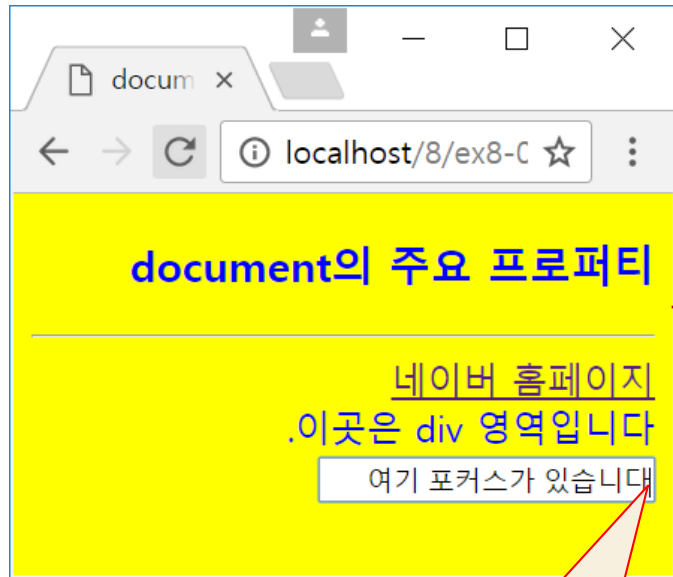 docum
localhost/8/ex8-0
document의 주요 프로퍼티
네이버 홈페이지
.이곳은 div 영역입니다
여기 포커스가 있습니다